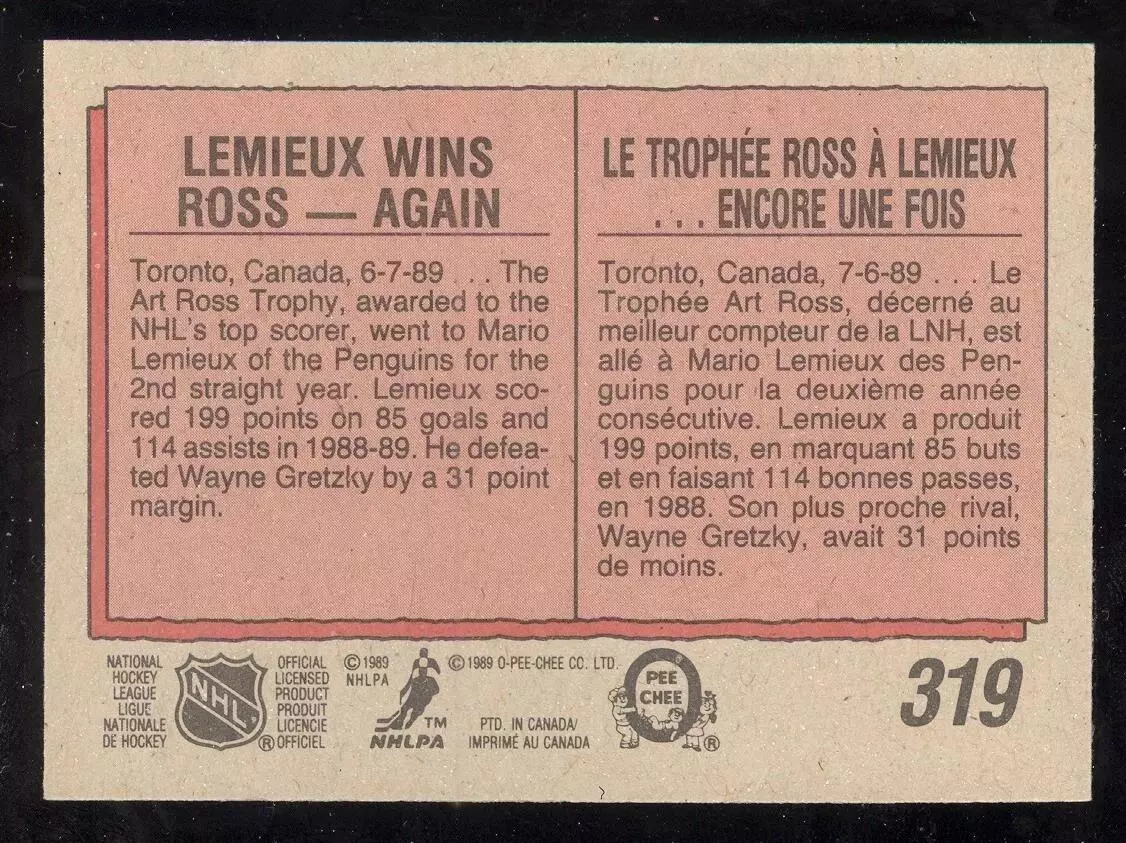 LEMIEUX WINS
ROSS — AGAIN
Toronto, Canada, 6-7-89 . . . The
Art Ross Trophy, awarded to the
NHL's top scorer, went to Mario
Lemieux of the Penguins for the
2nd straight year. Lemieux sco-
red 199 points on 85 goals and
114 assists in 1988-89. He defea-
ted Wayne Gretzky by a 31 point
margin.
LE TROPHÉE ROSS À LEMIEUX
. . . ENCORE UNE FOIS
Toronto, Canada, 7-6-89 . . . Le
Trophée Art Ross, décerné au
meilleur compteur de la LNH, est
allé à Mario Lemieux des Pen-
guins pour la deuxième année
consécutive. Lemieux a produit
199 points, en marquant 85 buts
et en faisant 114 bonnes passes,
en 1988. Son plus proche rival,
Wayne Gretzky, avait 31 points
de moins.
NATIONAL
HOCKEY
LEAGUE
LIGUE
NATIONALE
DE HOCKEY
NHL
®
OFFICIAL
LICENSED
PRODUCT
PRODUIT
LICENCIE
OFFICIEL
© 1989
NHLPA
TM
NHLPA
© 1989 O-PEE-CHEE CO. LTD.
PTD. IN CANADA/
IMPRIMÉ AU CANADA
O
PEE
CHEE
®
319